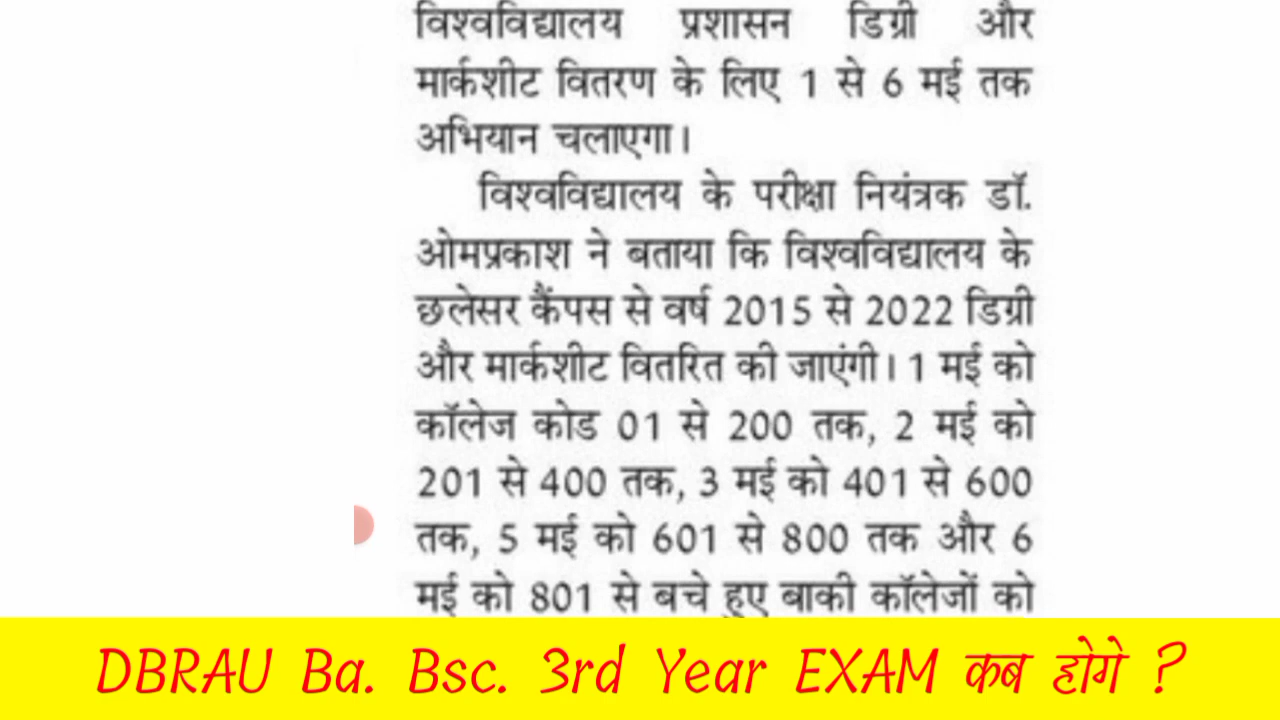 विश्वविद्यालय प्रशासन डिग्री और
मार्कशीट वितरण के लिए 1 से 6 मई तक
अभियान चलाएगा।
विश्वविद्यालय के परीक्षा नियंत्रक डॉ.
ओमप्रकाश ने बताया कि विश्वविद्यालय के
छलेसर कैंपस से वर्ष 2015 से 2022 डिग्री
और मार्कशीट वितरित की जाएंगी। 1 मई को
कॉलेज कोड 01 से 200 तक, 2 मई को
201 से 400 तक, 3 मई को 401 से 600
तक, 5 मई को 601 से 800 तक और 6
मई को 801 से बचे हुए बाकी कॉलेजों को
DBRAU Ba. Bsc. 3rd Year EXAM कब होगे ?